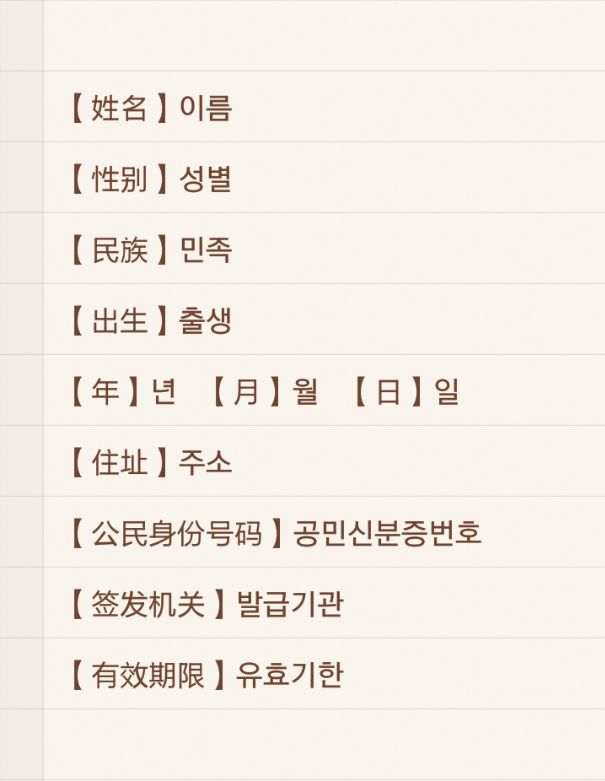 【姓名】이름
【性别】성별
【民族】민족
【出生】출생
【年】년 【月】월 【日】일
【住址】주소
【公民身份号码】공민신분증번호
【签发机关】발급기관
【有效期限】유효기한